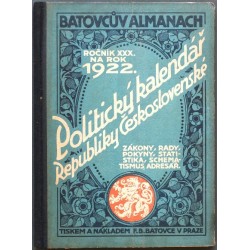 BATOVCŮV ALMANACH
ROČNÍK XXX.
NA ROK
1922.
Politický kalendář
Republiky Československé
ZÁKONY, RADY,
POKYNY, STATI-
STIKA, SCHEMA-
TISMUS, ADRESÁŘ.
TISKEM A NÁKLADEM F.B.BATOVCE V PRAZE